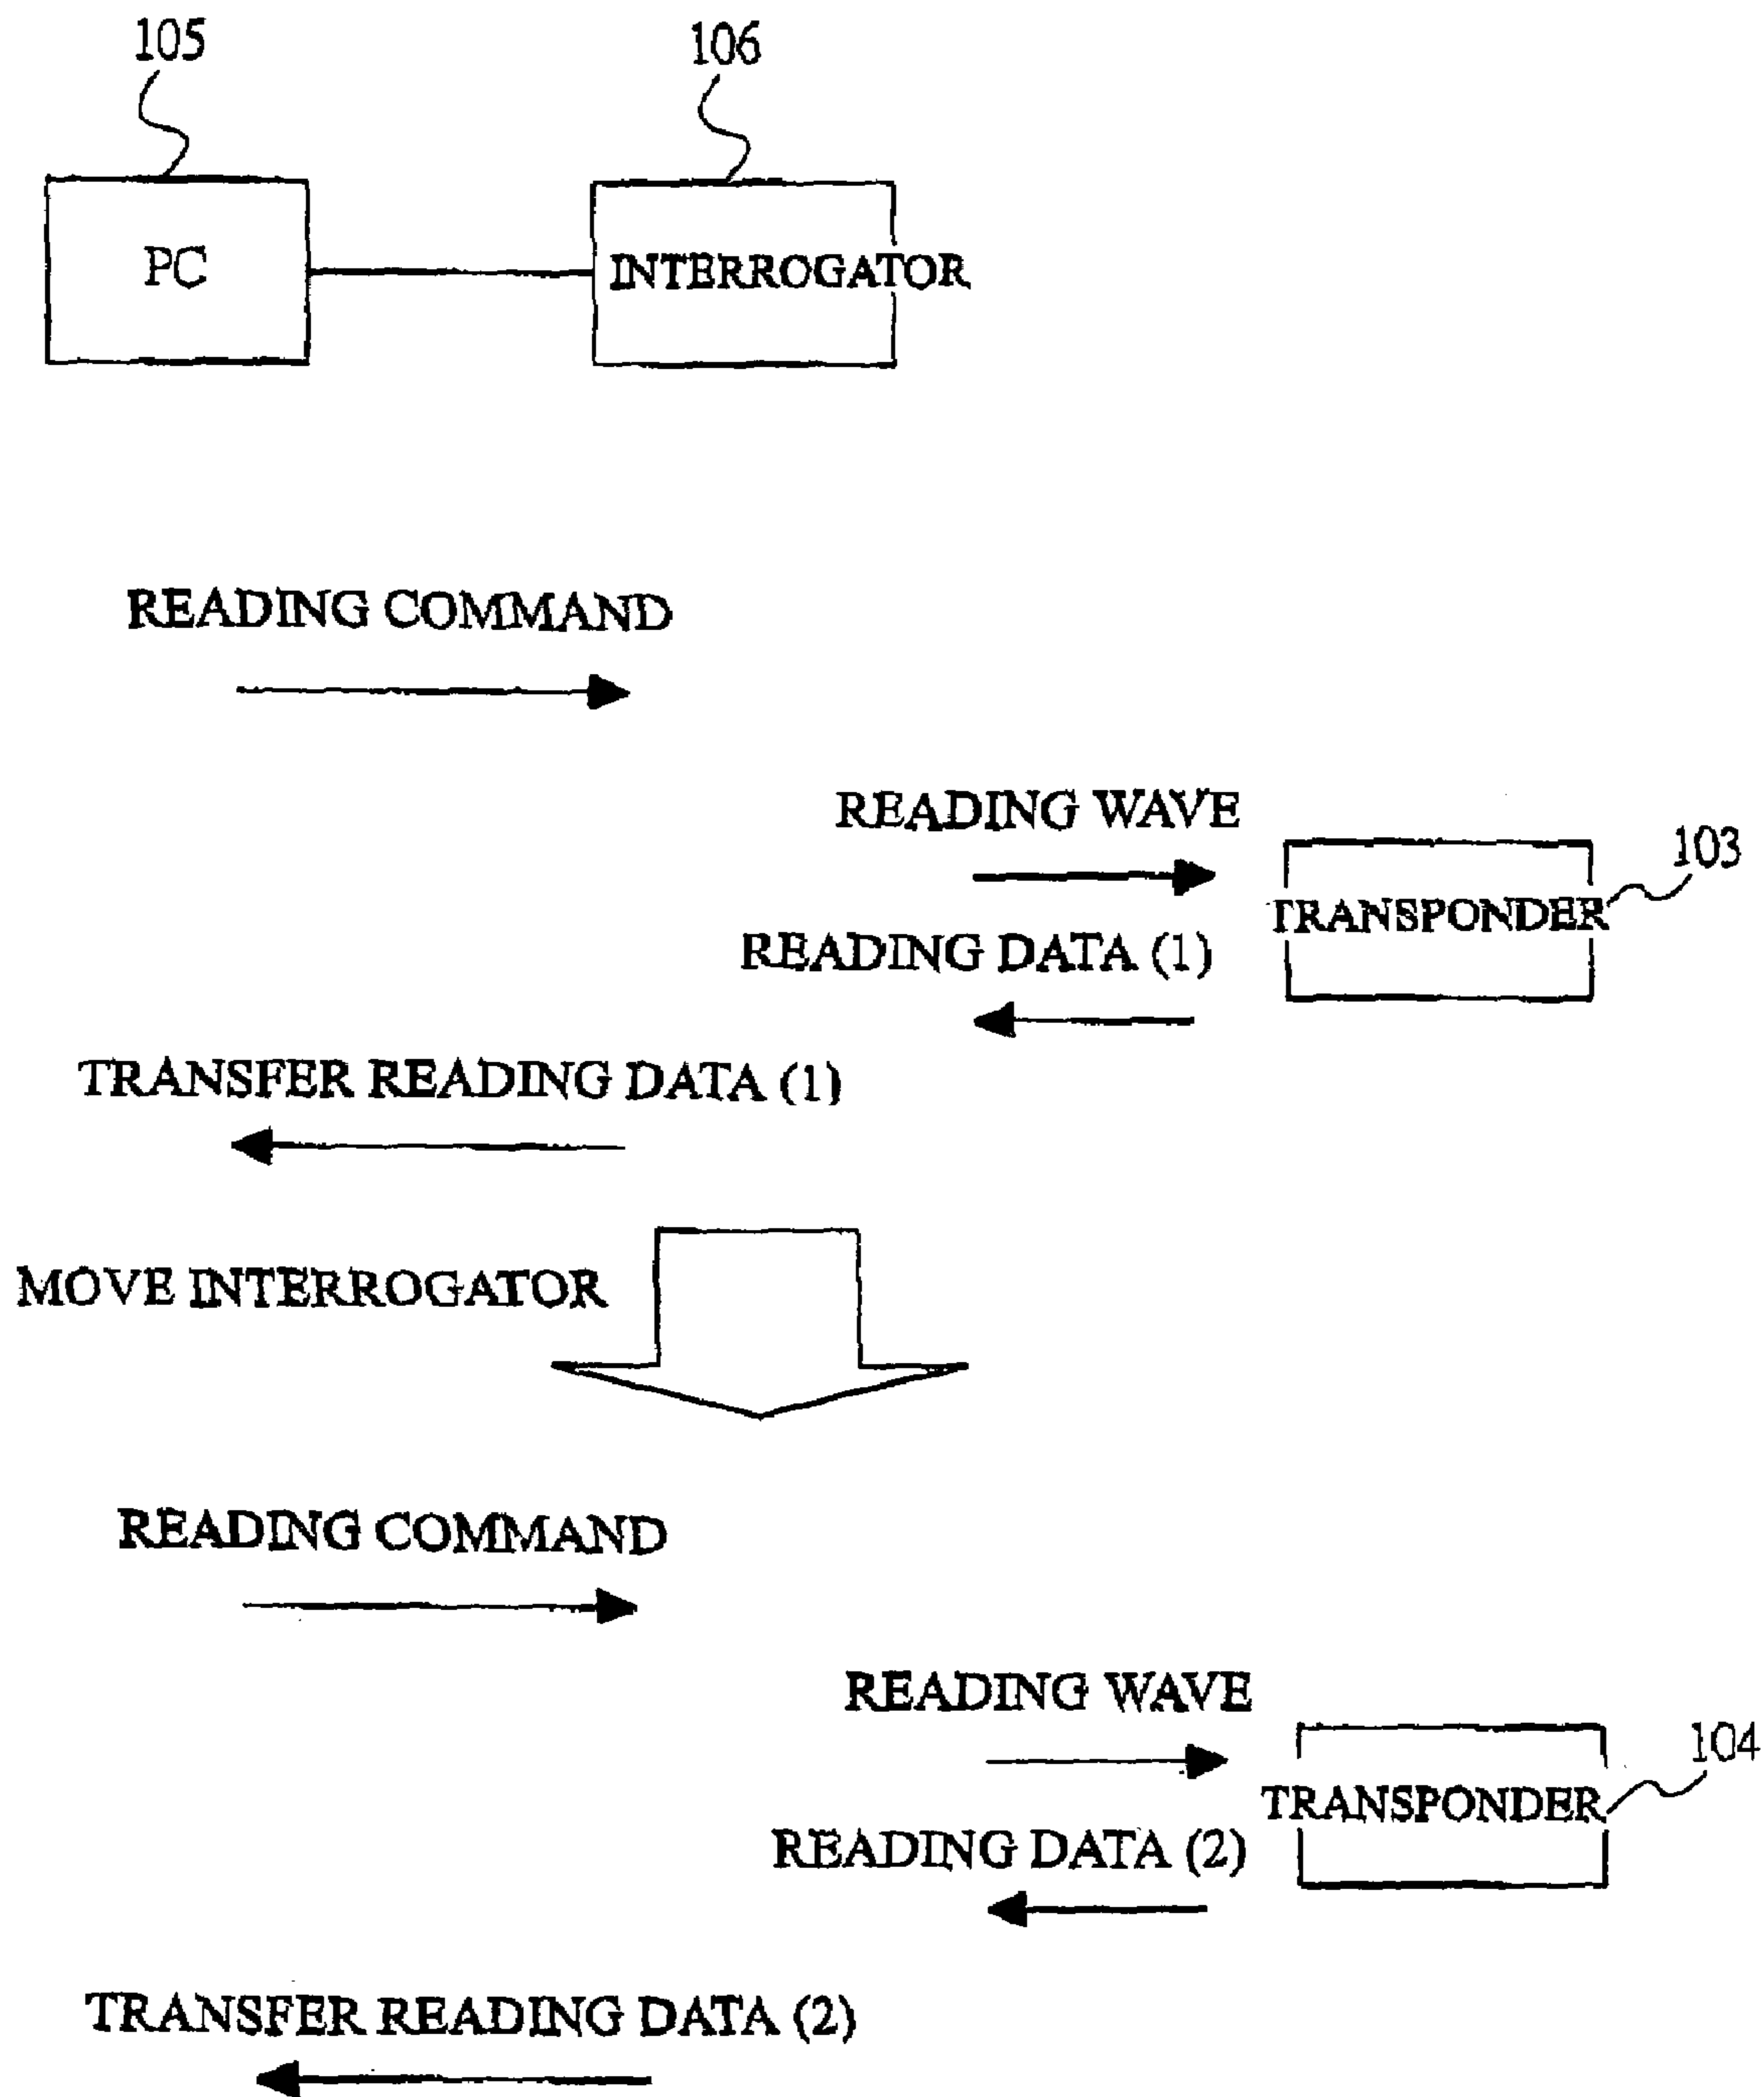 105
106
PC
INTERROGATOR
READING COMMAND
READING WAVE
103
TRANSPONDER
READING DATA (1)
TRANSFER READING DATA (1)
MOVE INTERROGATOR
READING COMMAND
READING WAVE
104
TRANSPONDER
READING DATA (2)
TRANSFER READING DATA (2)